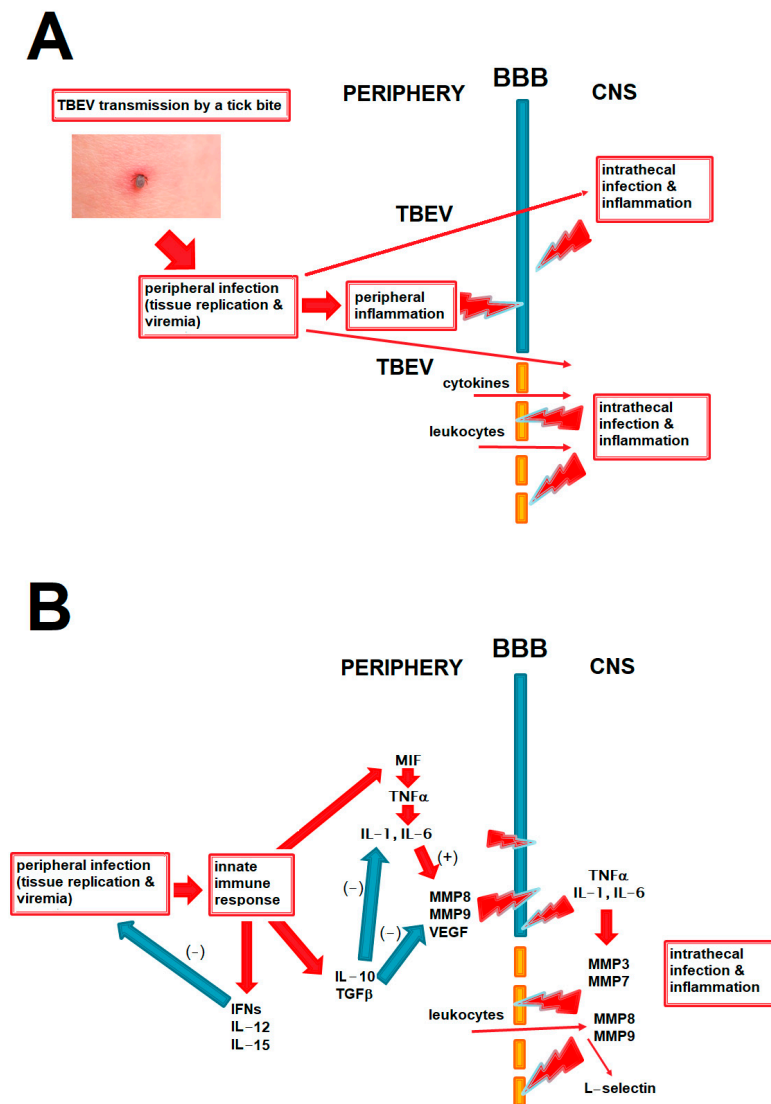 A
BBB
PERIPHERY
CNS
TBEV transmission by a tick bite
intrathecal
infection &
inflammation
TBEV
peripheral infection
(tissue replication &
viremia)
peripheral
inflammation
TBEV
cytokines
leukocytes
intrathecal
infection &
inflammation
B
BBB
PERIPHERY
CNS
MIF
TNFα
IL-1, IL-6
(+)
peripheral infection
(tissue replication &
viremia)
innate
immune
response
(-)
MMP8
MMP9
VEGF
(-)
(-)
IL-10
TGFβ
IFNs
IL-12
IL-15
TNFα
IL-1, IL-6
MMP3
MMP7
intrathecal
infection &
inflammation
leukocytes
MMP8
MMP9
L-selectin